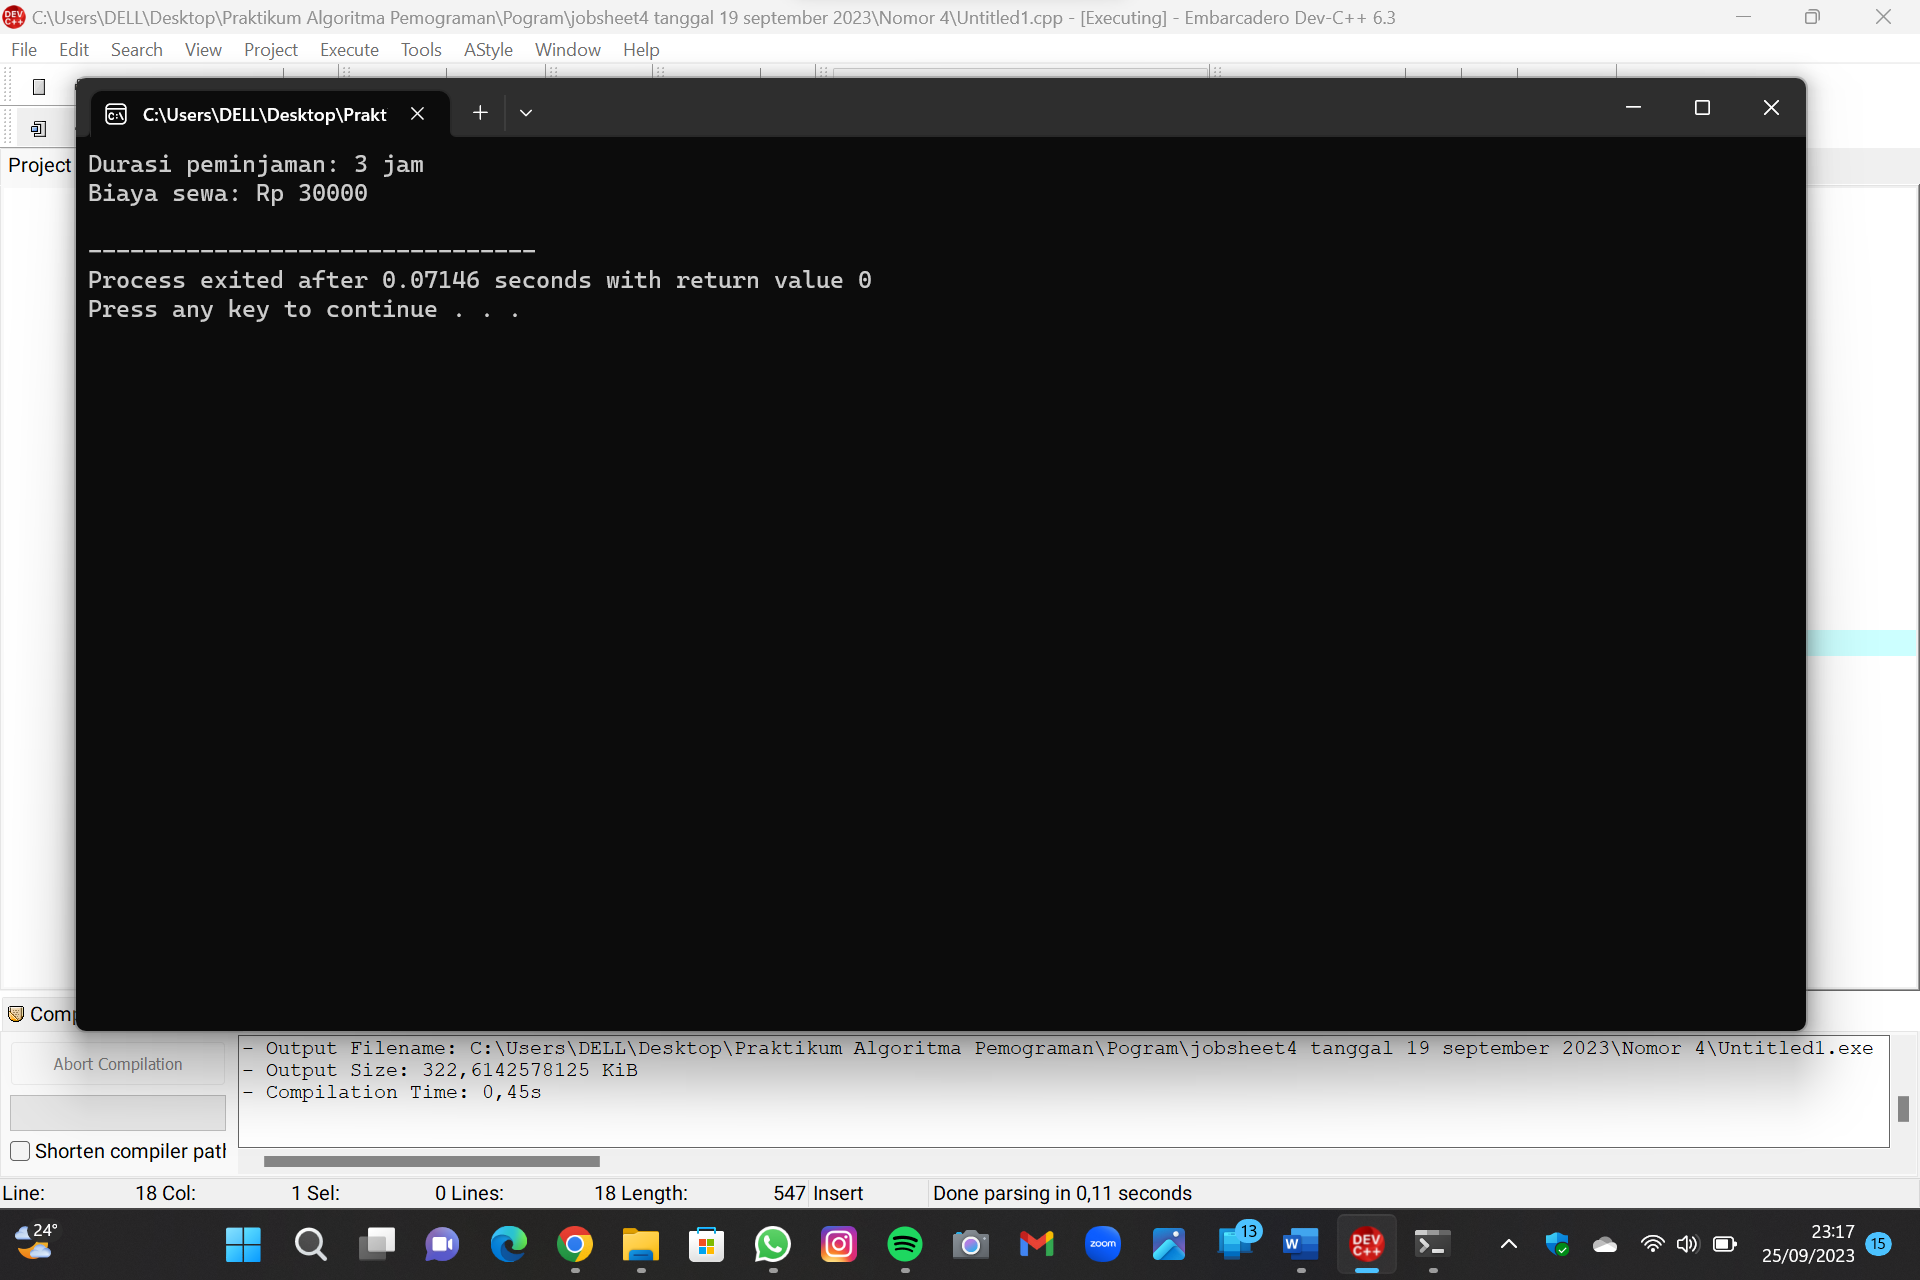 C:\Users\DELL\Desktop\Praktikum Algoritma Pemograman\Pogram\jobsheet4 tanggal 19 september 2023\Nomor 4\Untitled1.cpp - [Executing] - Embarcadero Dev-C++ 6.3
File Edit Search View Project Execute Tools AStyle Window Help
C:\Users\DELL\Desktop\Prakt
Project
Durasi peminjaman: 3 jam
Biaya sewa: Rp 30000
--------------------------------
Process exited after 0.07146 seconds with return value 0
Press any key to continue . . .
Comp
Abort Compilation
Shorten compiler path
- Output Filename: C:\Users\DELL\Desktop\Praktikum Algoritma Pemograman\Pogram\jobsheet4 tanggal 19 september 2023\Nomor 4\Untitled1.exe
- Output Size: 322,6142578125 KiB
- Compilation Time: 0,45s
Line: 18 Col: 1 Sel: 0 Lines: 18 Length: 547 Insert Done parsing in 0,11 seconds
24°
zoom
13
W
DEV C++
23:17
25/09/2023
15